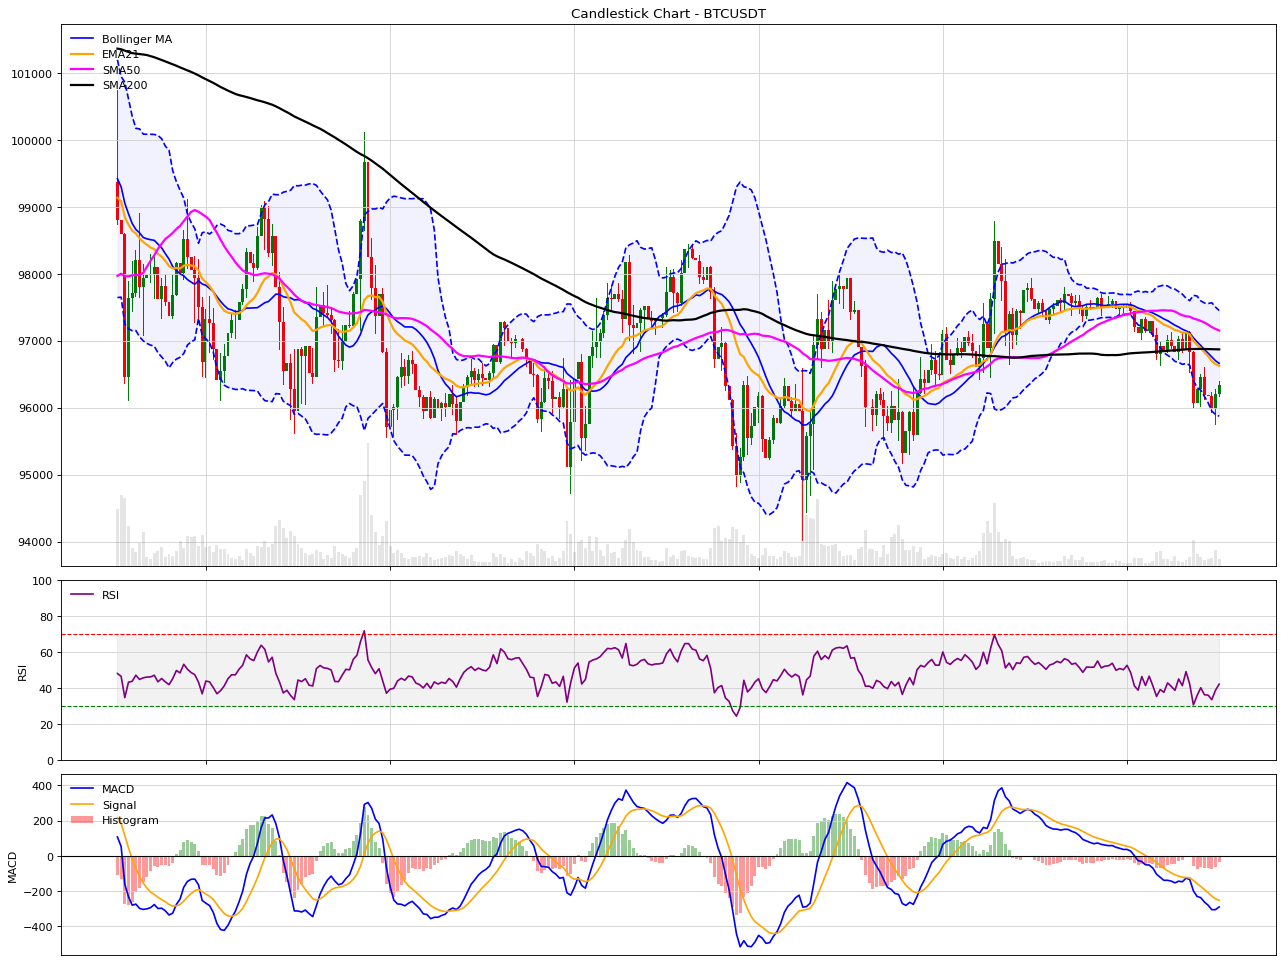 Candlestick Chart - BTCUSDT
Bollinger MA
EMA21
SMA50
SMA200
101000
100000
99000
98000
97000
96000
95000
94000
RSI
100
80
60
40
20
0
RSI
MACD
Signal
Histogram
400
200
0
−200
−400
MACD